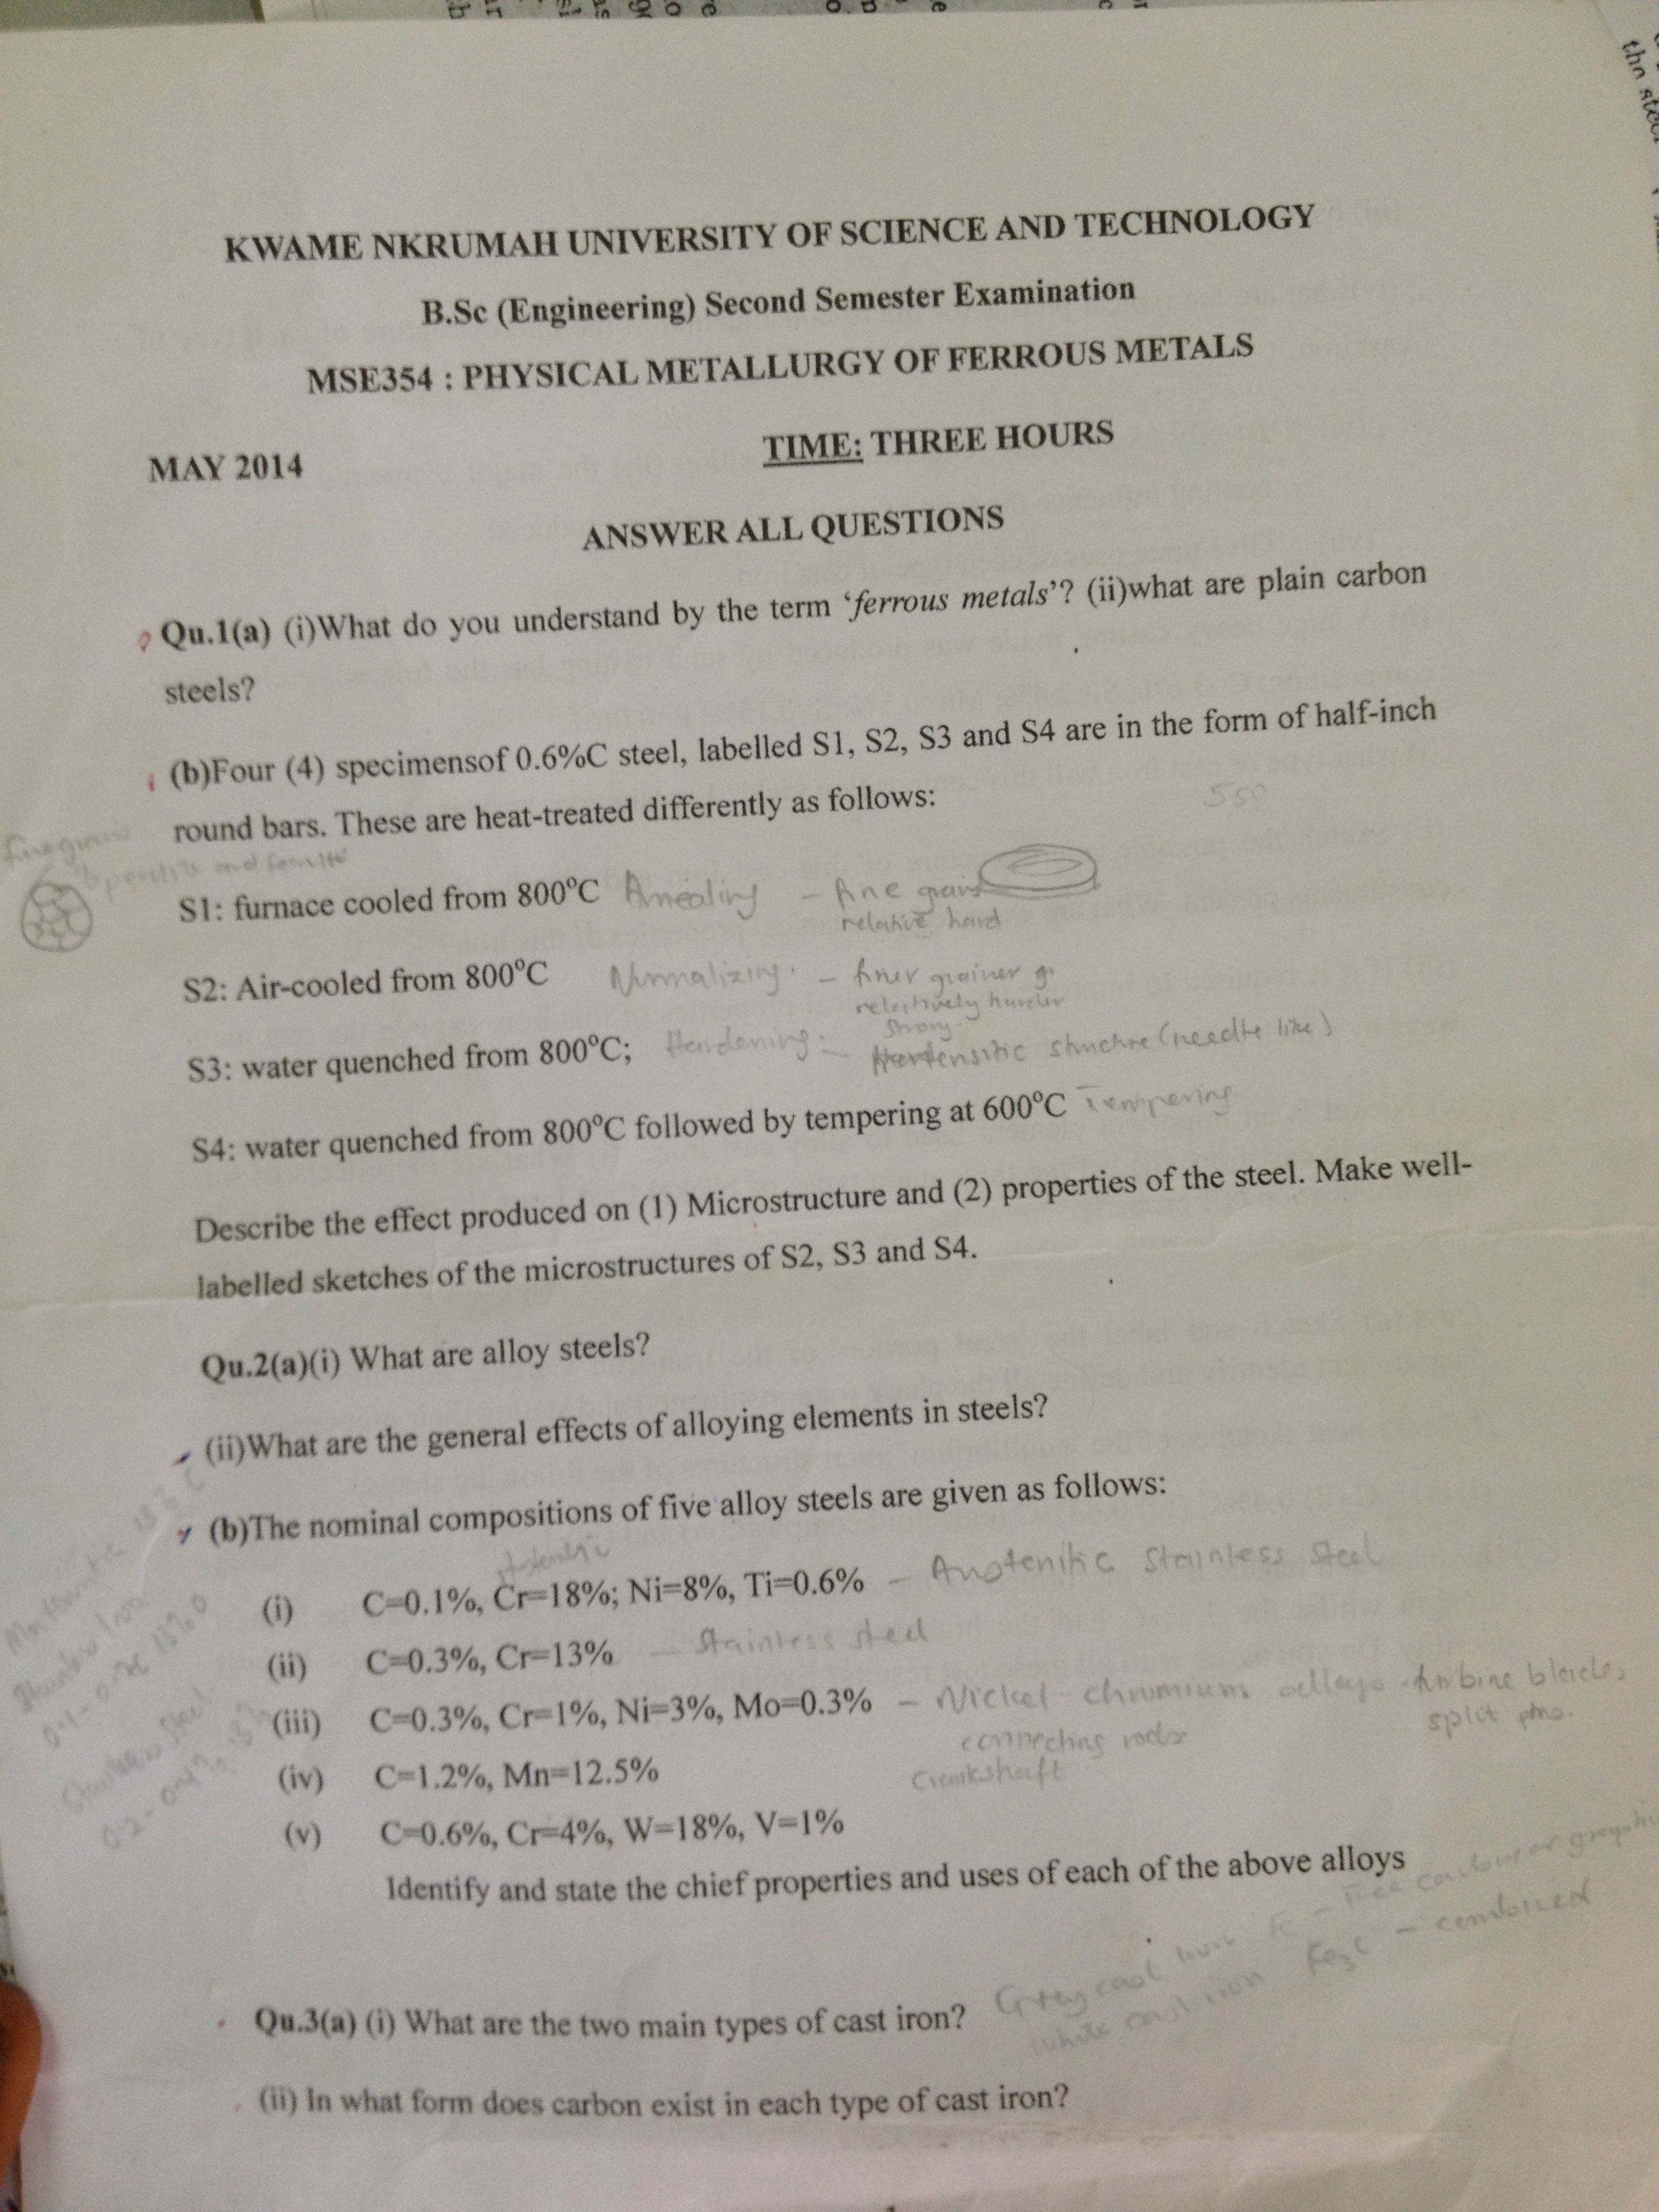 KWAME NKRUMAH UNIVERSITY OF SCIENCE AND TECHNOLOGY
B.Sc (Engineering) Second Semester Examination
MSE354 : PHYSICAL METALLURGY OF FERROUS METALS
MAY 2014 TIME: THREE HOURS
ANSWER ALL QUESTIONS
Qu.1(a) (i)What do you understand by the term ‘ferrous metals’? (ii)what are plain carbon
steels?
(b)Four (4) specimensof 0.6%C steel, labelled S1, S2, S3 and S4 are in the form of half-inch
round bars. These are heat-treated differently as follows:
550
fine grains
pearlite and ferrite
S1: furnace cooled from 800°C Annealing – fine grains
relative hard
S2: Air-cooled from 800°C Normalizing. – finer grainer g
relatively harder
strong
S3: water quenched from 800°C; Hardening: – Martensitic structure (needle like)
S4: water quenched from 800°C followed by tempering at 600°C Tempering
Describe the effect produced on (1) Microstructure and (2) properties of the steel. Make well-
labelled sketches of the microstructures of S2, S3 and S4.
Qu.2(a)(i) What are alloy steels?
(ii)What are the general effects of alloying elements in steels?
(b)The nominal compositions of five alloy steels are given as follows:
(i) C=0.1%, Cr=18%; Ni=8%, Ti=0.6% – Austenitic Stainless Steel
(ii) C=0.3%, Cr=13% – Stainless steel
(iii) C=0.3%, Cr=1%, Ni=3%, Mo=0.3% – Nickel - chromium alloys - turbine blades,
split pins.
connecting rods
(iv) C=1.2%, Mn=12.5% Crankshaft
(v) C=0.6%, Cr=4%, W=18%, V=1%
Identify and state the chief properties and uses of each of the above alloys
Qu.3(a) (i) What are the two main types of cast iron? Grey cast iron – Free carbon or graphite
white cast iron Fe3C – combined
(ii) In what form does carbon exist in each type of cast iron?